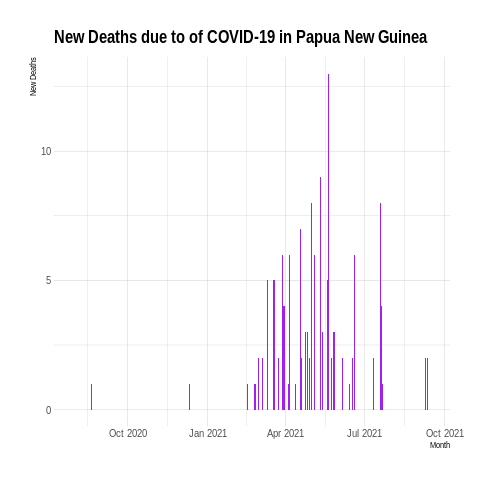 New Deaths due to of COVID-19 in Papua New Guinea
New Deaths
10
5
0
Oct 2020 Jan 2021 Apr 2021 Jul 2021 Oct 2021
Month